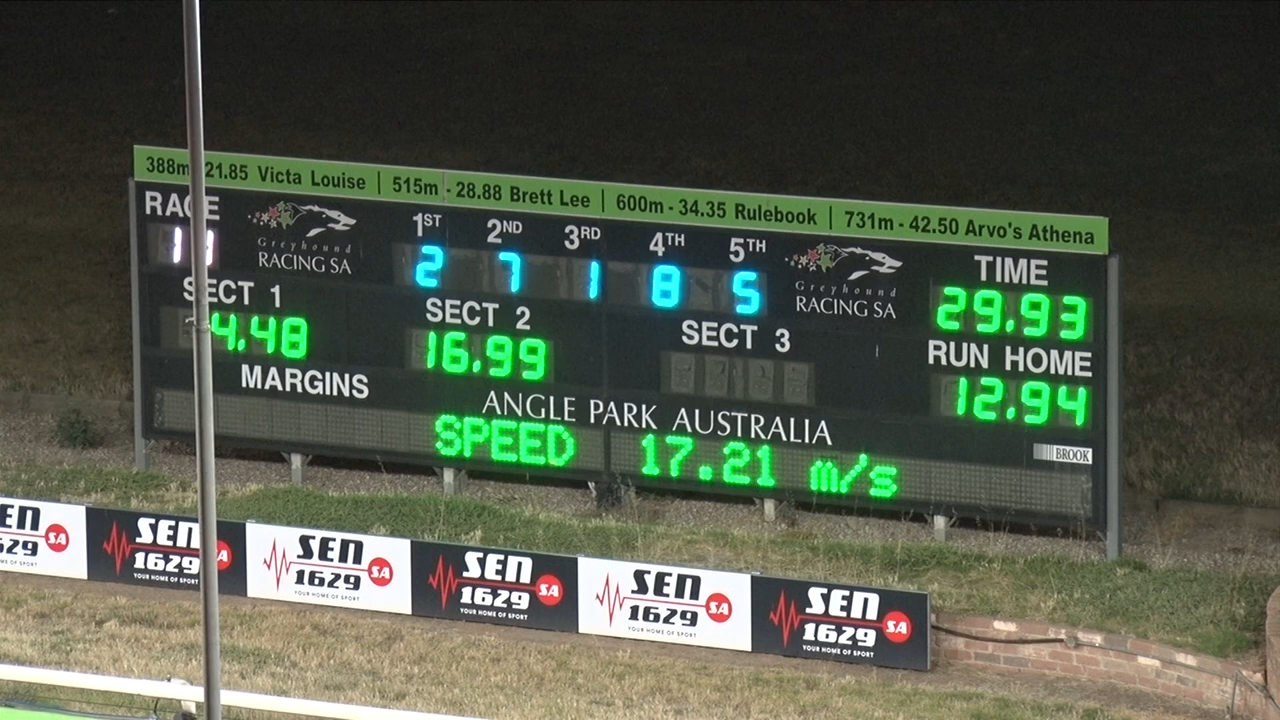 388m 21.85 Victa Louise | 515m - 28.88 Brett Lee | 600m - 34.35 Rulebook | 731m - 42.50 Arvo's Athena
RACE
Greyhound
RACING SA
1ST 2ND 3RD 4TH 5TH
2 7 1 8 5
Greyhound
RACING SA
TIME
29.93
SECT 1
4.48
SECT 2
16.99
SECT 3
RUN HOME
12.94
MARGINS
ANGLE PARK AUSTRALIA
SPEED 17.21 m/s
BROOK
SEN SA
1629
YOUR HOME OF SPORT
SEN
1629
YOUR HOME OF SPORT
SEN SA
1629
YOUR HOME OF SPORT
SEN SA
1629
YOUR HOME OF SPORT
SEN SA
1629
YOUR HOME OF SPORT